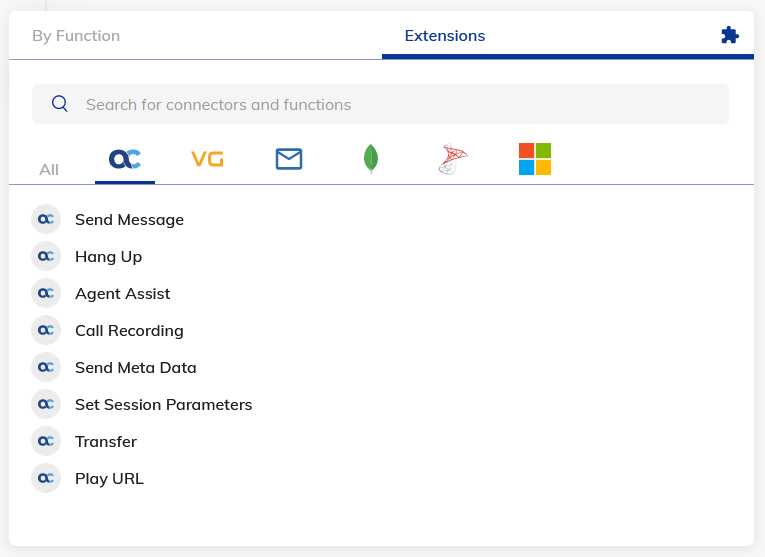 By Function
Extensions
Search for connectors and functions
All
VG
Send Message
Hang Up
Agent Assist
Call Recording
Send Meta Data
Set Session Parameters
Transfer
Play URL